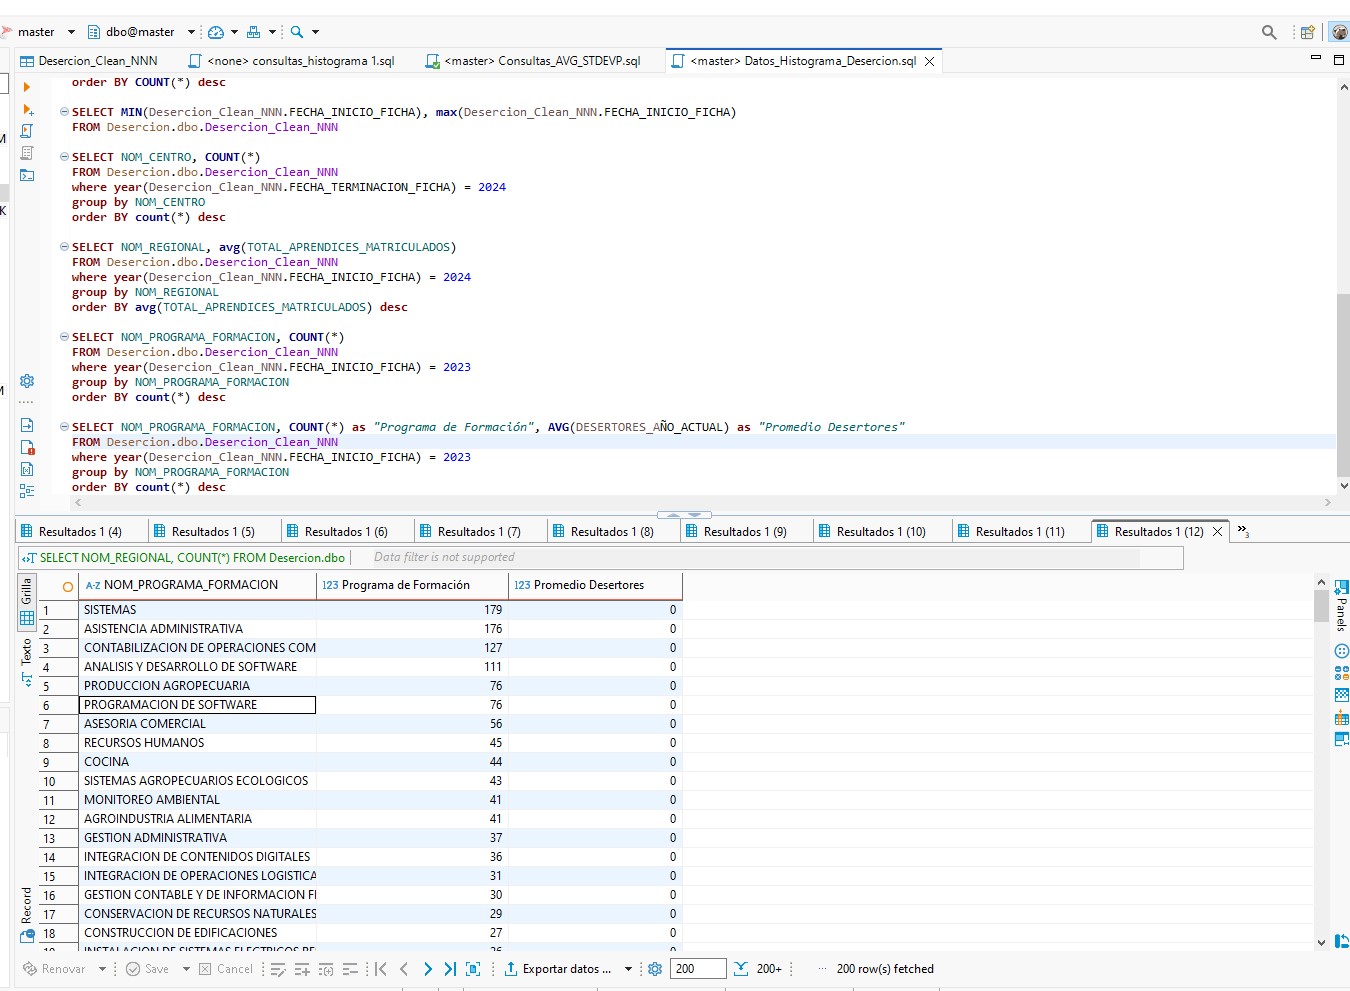 master dbo@master
Desercion_Clean_NNN <none> consultas_histograma 1.sql <master> Consultas_AVG_STDEVP.sql <master> Datos_Histograma_Desercion.sql
order BY COUNT(*) desc
SELECT MIN(Desercion_Clean_NNN.FECHA_INICIO_FICHA), max(Desercion_Clean_NNN.FECHA_INICIO_FICHA)
FROM Desercion.dbo.Desercion_Clean_NNN
SELECT NOM_CENTRO, COUNT(*)
FROM Desercion.dbo.Desercion_Clean_NNN
where year(Desercion_Clean_NNN.FECHA_TERMINACION_FICHA) = 2024
group by NOM_CENTRO
order BY count(*) desc
SELECT NOM_REGIONAL, avg(TOTAL_APRENDICES_MATRICULADOS)
FROM Desercion.dbo.Desercion_Clean_NNN
where year(Desercion_Clean_NNN.FECHA_INICIO_FICHA) = 2024
group by NOM_REGIONAL
order BY avg(TOTAL_APRENDICES_MATRICULADOS) desc
SELECT NOM_PROGRAMA_FORMACION, COUNT(*)
FROM Desercion.dbo.Desercion_Clean_NNN
where year(Desercion_Clean_NNN.FECHA_INICIO_FICHA) = 2023
group by NOM_PROGRAMA_FORMACION
order BY count(*) desc
SELECT NOM_PROGRAMA_FORMACION, COUNT(*) as "Programa de Formación", AVG(DESERTORES_AÑO_ACTUAL) as "Promedio Desertores"
FROM Desercion.dbo.Desercion_Clean_NNN
where year(Desercion_Clean_NNN.FECHA_INICIO_FICHA) = 2023
group by NOM_PROGRAMA_FORMACION
order BY count(*) desc
Resultados 1 (4) Resultados 1 (5) Resultados 1 (6) Resultados 1 (7) Resultados 1 (8) Resultados 1 (9) Resultados 1 (10) Resultados 1 (11) Resultados 1 (12) »3
SELECT NOM_REGIONAL, COUNT(*) FROM Desercion.dbo Data filter is not supported
Grilla
Texto
Record
Panels
A-Z NOM_PROGRAMA_FORMACION 123 Programa de Formación 123 Promedio Desertores
1 SISTEMAS 179 0
2 ASISTENCIA ADMINISTRATIVA 176 0
3 CONTABILIZACION DE OPERACIONES COM 127 0
4 ANALISIS Y DESARROLLO DE SOFTWARE 111 0
5 PRODUCCION AGROPECUARIA 76 0
6 PROGRAMACION DE SOFTWARE 76 0
7 ASESORIA COMERCIAL 56 0
8 RECURSOS HUMANOS 45 0
9 COCINA 44 0
10 SISTEMAS AGROPECUARIOS ECOLOGICOS 43 0
11 MONITOREO AMBIENTAL 41 0
12 AGROINDUSTRIA ALIMENTARIA 41 0
13 GESTION ADMINISTRATIVA 37 0
14 INTEGRACION DE CONTENIDOS DIGITALES 36 0
15 INTEGRACION DE OPERACIONES LOGISTICA 31 0
16 GESTION CONTABLE Y DE INFORMACION FI 30 0
17 CONSERVACION DE RECURSOS NATURALES 29 0
18 CONSTRUCCION DE EDIFICACIONES 27 0
Renovar Save Cancel Exportar datos ... 200 200+ ... 200 row(s) fetched